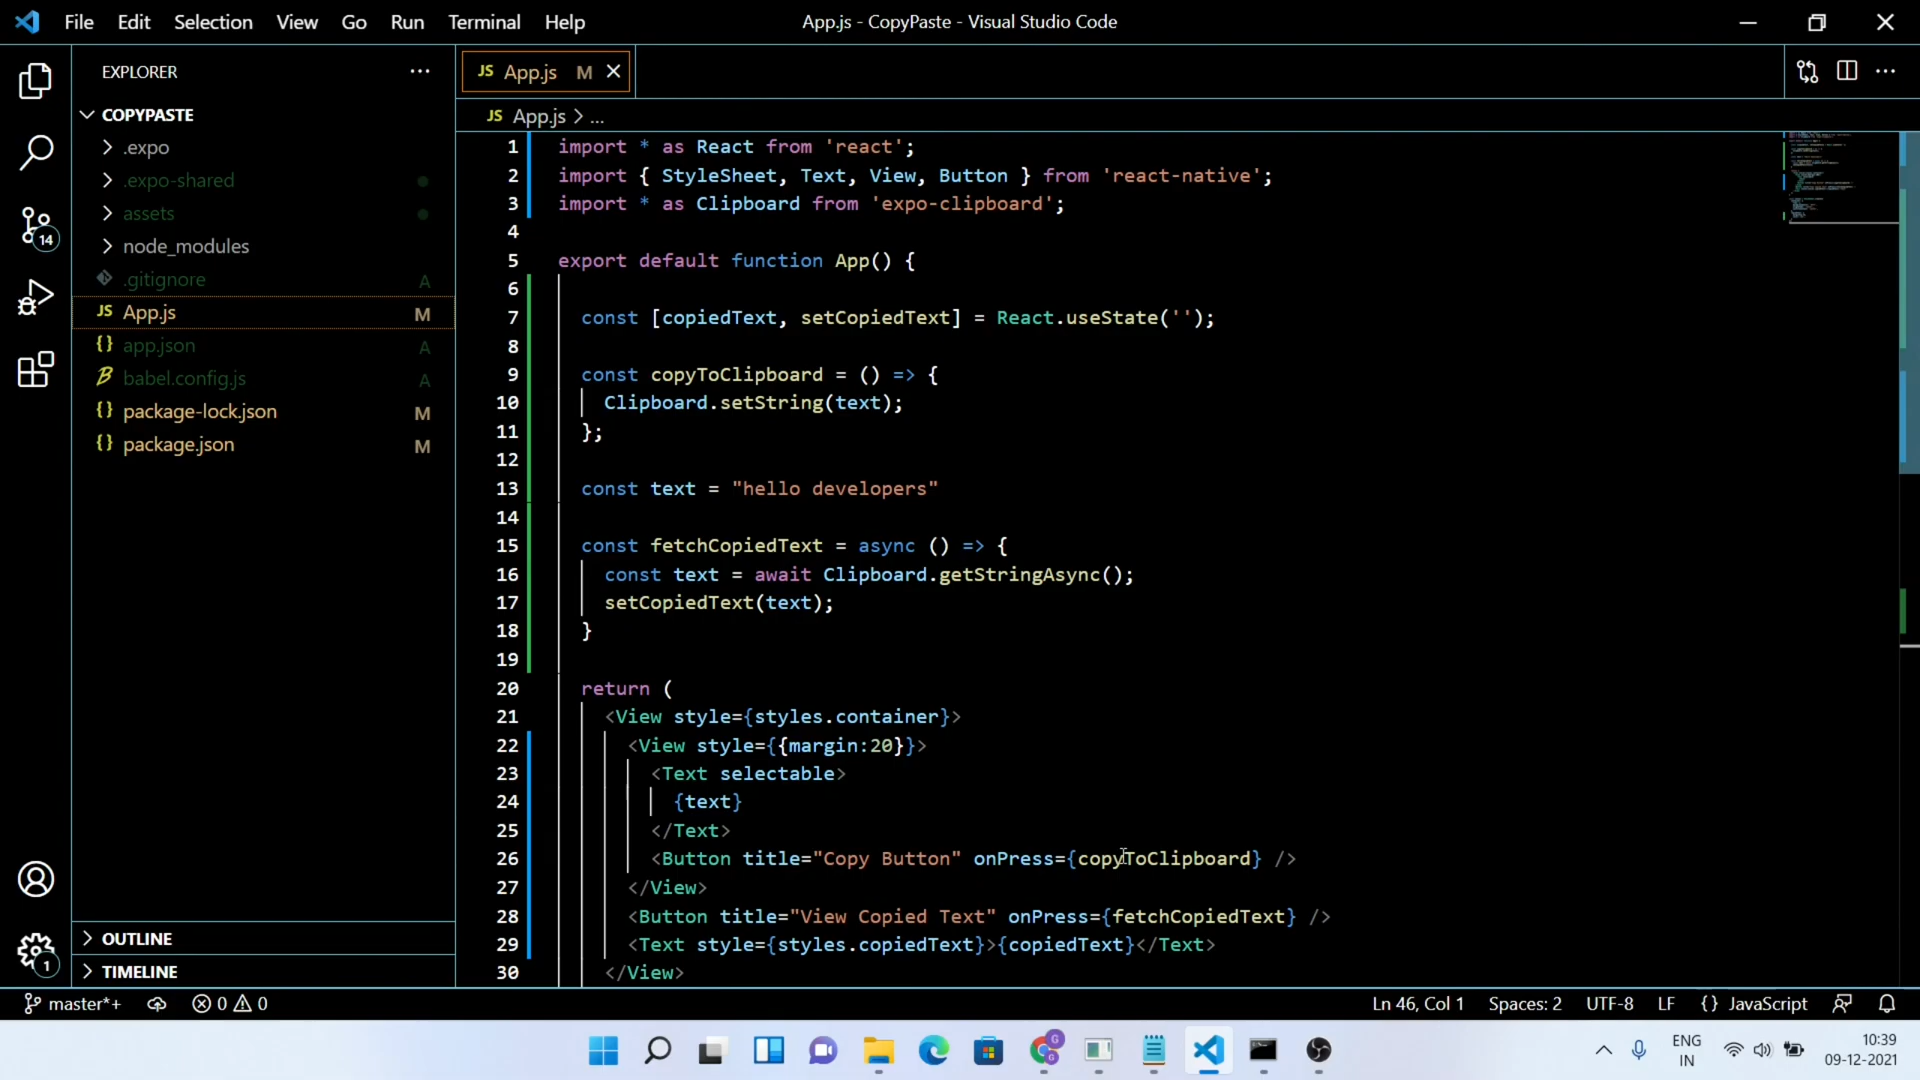 File Edit Selection View Go Run Terminal Help
App.js - CopyPaste - Visual Studio Code
EXPLORER
COPYPASTE
.expo
.expo-shared
assets
node_modules
.gitignore A
JS App.js M
{} app.json A
babel.config.js A
{} package-lock.json M
{} package.json M
14
1
OUTLINE
TIMELINE
JS App.js M
JS App.js > ...
1 import * as React from 'react';
2 import { StyleSheet, Text, View, Button } from 'react-native';
3 import * as Clipboard from 'expo-clipboard';
4
5 export default function App() {
6
7 const [copiedText, setCopiedText] = React.useState('');
8
9 const copyToClipboard = () => {
10 Clipboard.setString(text);
11 };
12
13 const text = "hello developers"
14
15 const fetchCopiedText = async () => {
16 const text = await Clipboard.getStringAsync();
17 setCopiedText(text);
18 }
19
20 return (
21 <View style={styles.container}>
22 <View style={{margin:20}}>
23 <Text selectable>
24 {text}
25 </Text>
26 <Button title="Copy Button" onPress={copyToClipboard} />
27 </View>
28 <Button title="View Copied Text" onPress={fetchCopiedText} />
29 <Text style={styles.copiedText}>{copiedText}</Text>
30 </View>
master*+ 0 0 Ln 46, Col 1 Spaces: 2 UTF-8 LF {} JavaScript
ENG
IN
10:39
09-12-2021